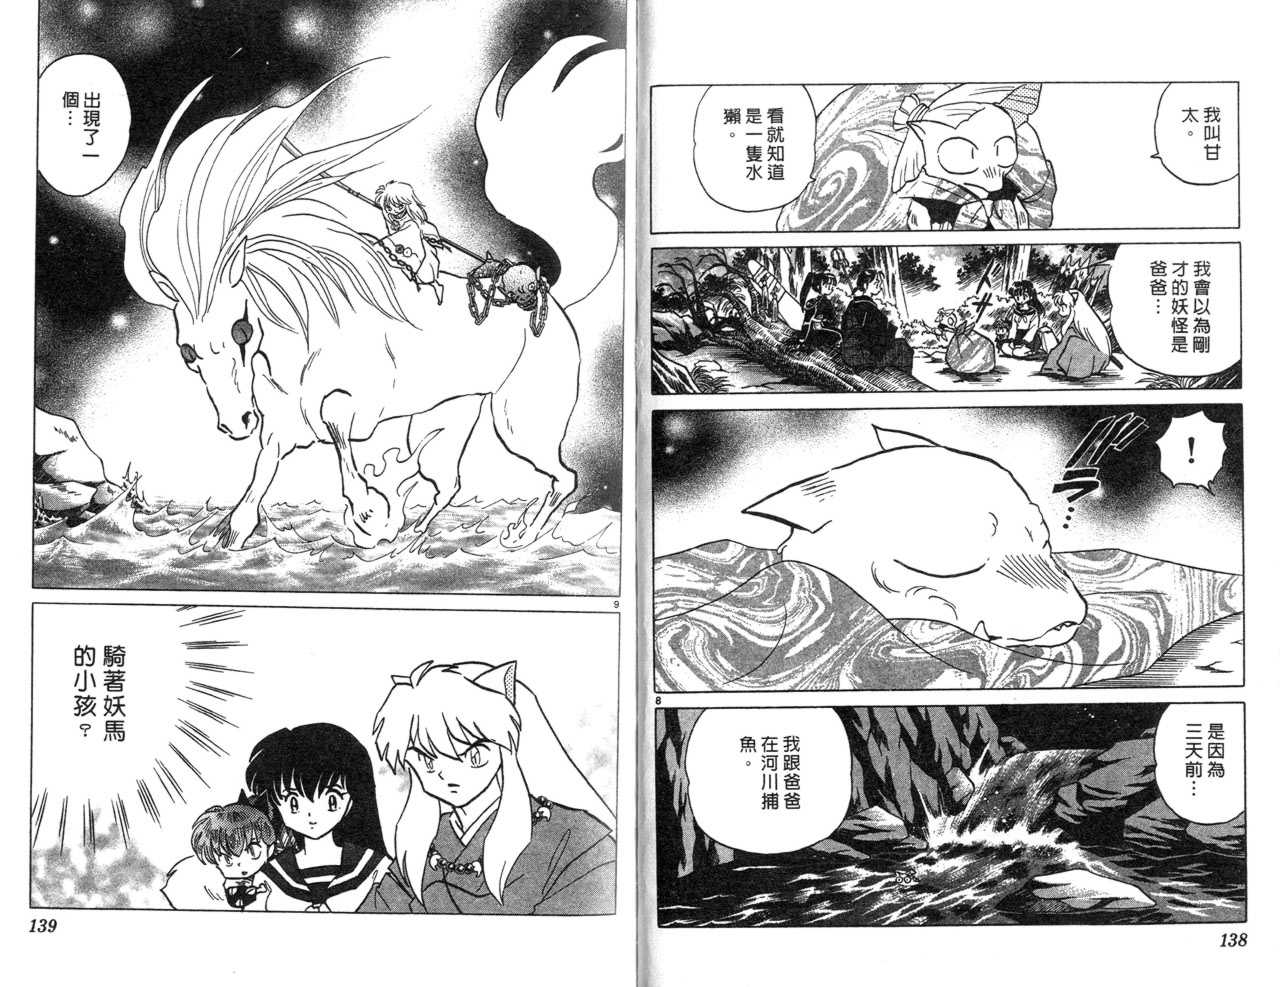 我叫甘
太。
看就知道
是一隻水
獺。
我會以為剛
才的妖怪是
爸爸…
！
8
是因為
三天前…
我跟爸爸
在河川捕
魚。
138
出現了一
個…
9
騎著妖馬
的小孩？
139